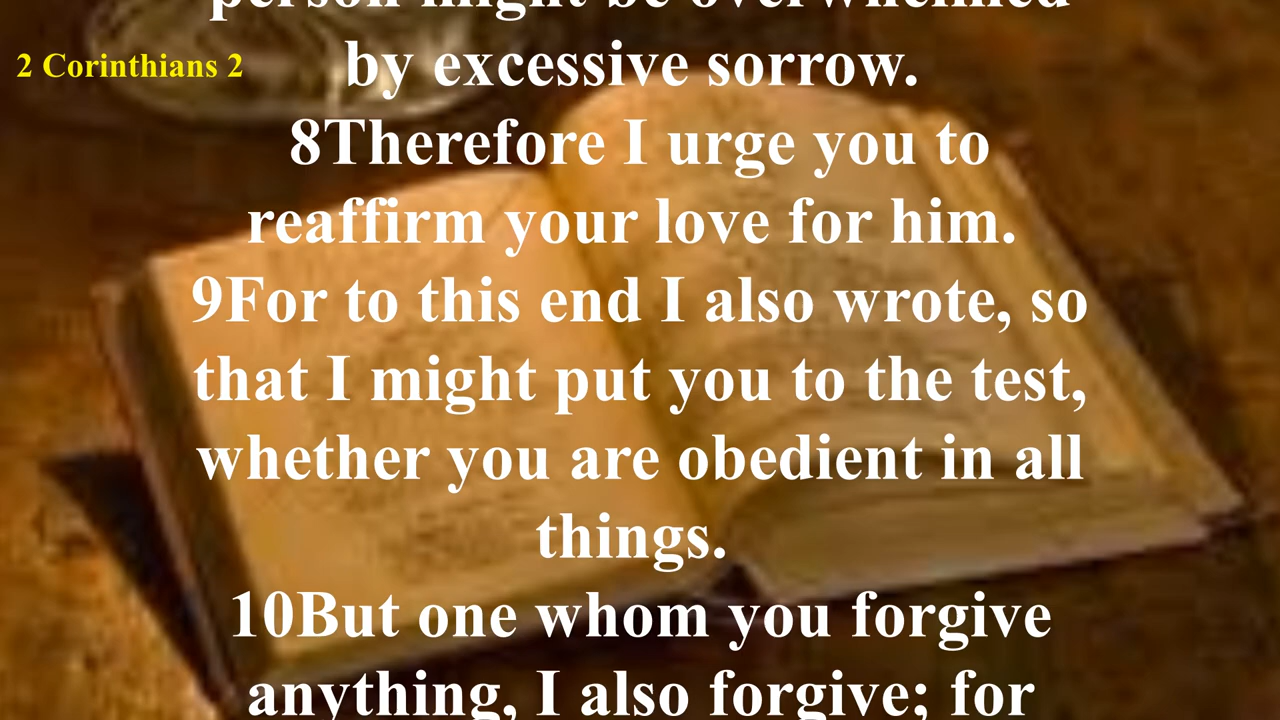 person might be overwhelmed
2 Corinthians 2
by excessive sorrow.
8Therefore I urge you to
reaffirm your love for him.
9For to this end I also wrote, so
that I might put you to the test,
whether you are obedient in all
things.
10But one whom you forgive
anything, I also forgive; for